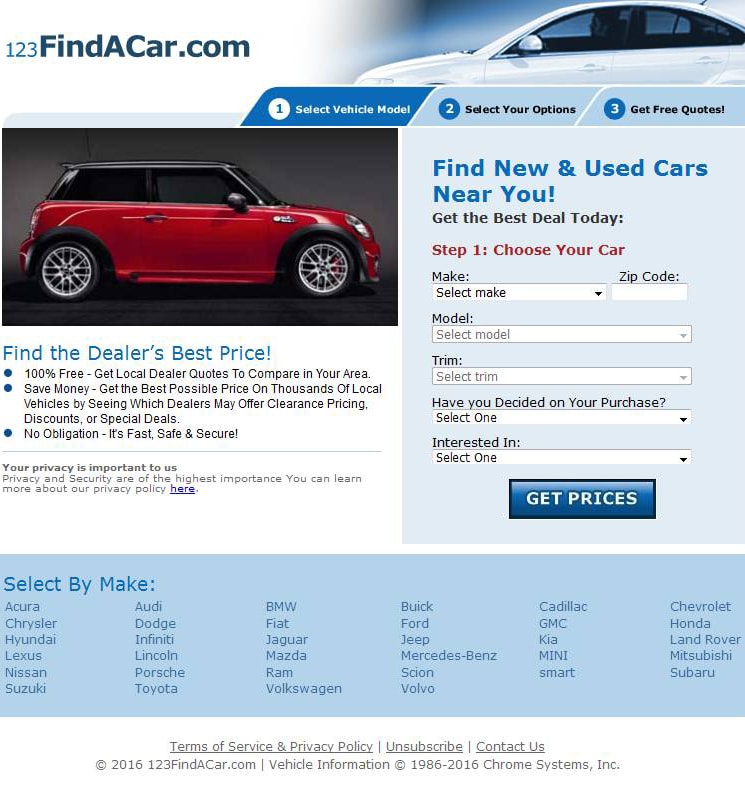 123FindACar.com
1 Select Vehicle Model 2 Select Your Options 3 Get Free Quotes!
Find New & Used Cars
Near You!
Get the Best Deal Today:
Step 1: Choose Your Car
Make: Zip Code:
Select make
Model:
Select model
Trim:
Select trim
Have you Decided on Your Purchase?
Select One
Interested In:
Select One
GET PRICES
Find the Dealer's Best Price!
100% Free - Get Local Dealer Quotes To Compare in Your Area.
Save Money - Get the Best Possible Price On Thousands Of Local
Vehicles by Seeing Which Dealers May Offer Clearance Pricing,
Discounts, or Special Deals.
No Obligation - It's Fast, Safe & Secure!
Your privacy is important to us
Privacy and Security are of the highest importance You can learn
more about our privacy policy here.
Select By Make:
Acura Audi BMW Buick Cadillac Chevrolet
Chrysler Dodge Fiat Ford GMC Honda
Hyundai Infiniti Jaguar Jeep Kia Land Rover
Lexus Lincoln Mazda Mercedes-Benz MINI Mitsubishi
Nissan Porsche Ram Scion smart Subaru
Suzuki Toyota Volkswagen Volvo
Terms of Service & Privacy Policy | Unsubscribe | Contact Us
© 2016 123FindACar.com | Vehicle Information © 1986-2016 Chrome Systems, Inc.